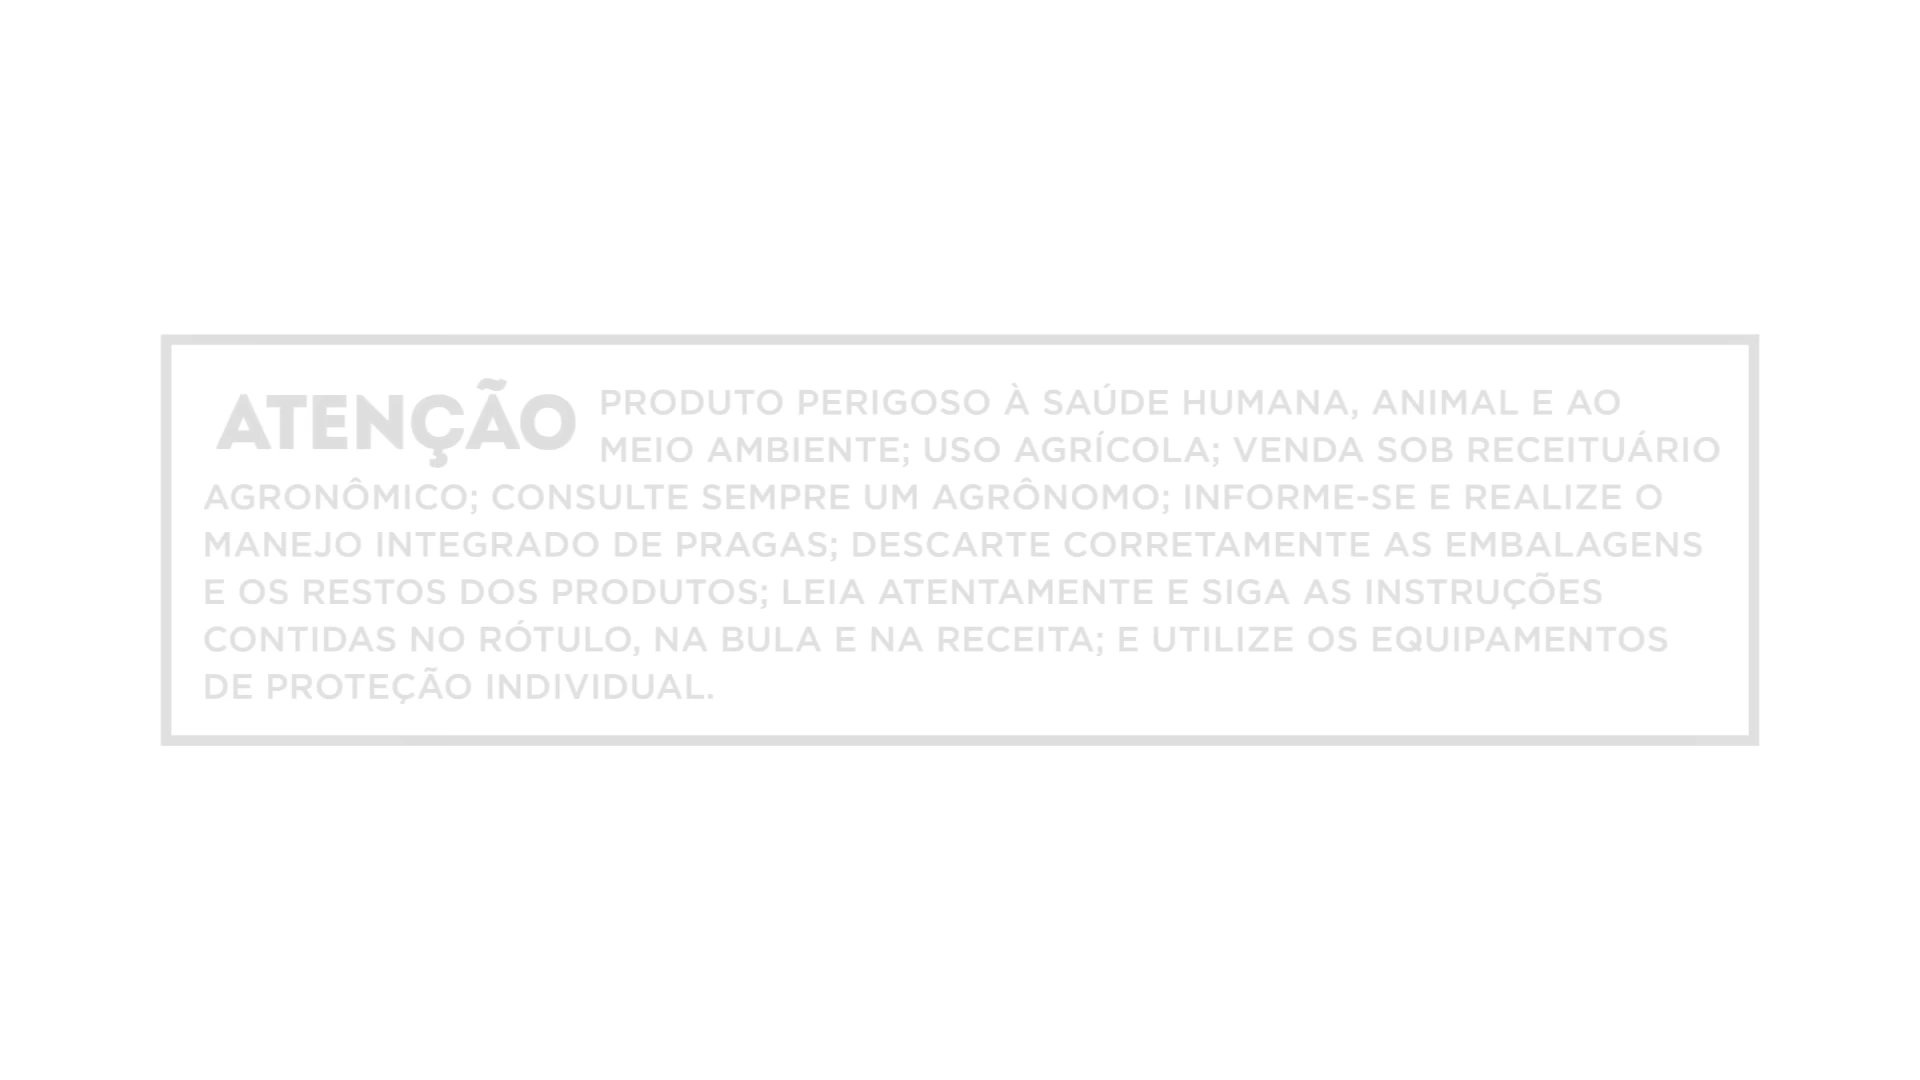 ATENÇÃO PRODUTO PERIGOSO À SAÚDE HUMANA, ANIMAL E AO
MEIO AMBIENTE; USO AGRÍCOLA; VENDA SOB RECEITUÁRIO
AGRONÔMICO; CONSULTE SEMPRE UM AGRÔNOMO; INFORME-SE E REALIZE O
MANEJO INTEGRADO DE PRAGAS; DESCARTE CORRETAMENTE AS EMBALAGENS
E OS RESTOS DOS PRODUTOS; LEIA ATENTAMENTE E SIGA AS INSTRUÇÕES
CONTIDAS NO RÓTULO, NA BULA E NA RECEITA; E UTILIZE OS EQUIPAMENTOS
DE PROTEÇÃO INDIVIDUAL.